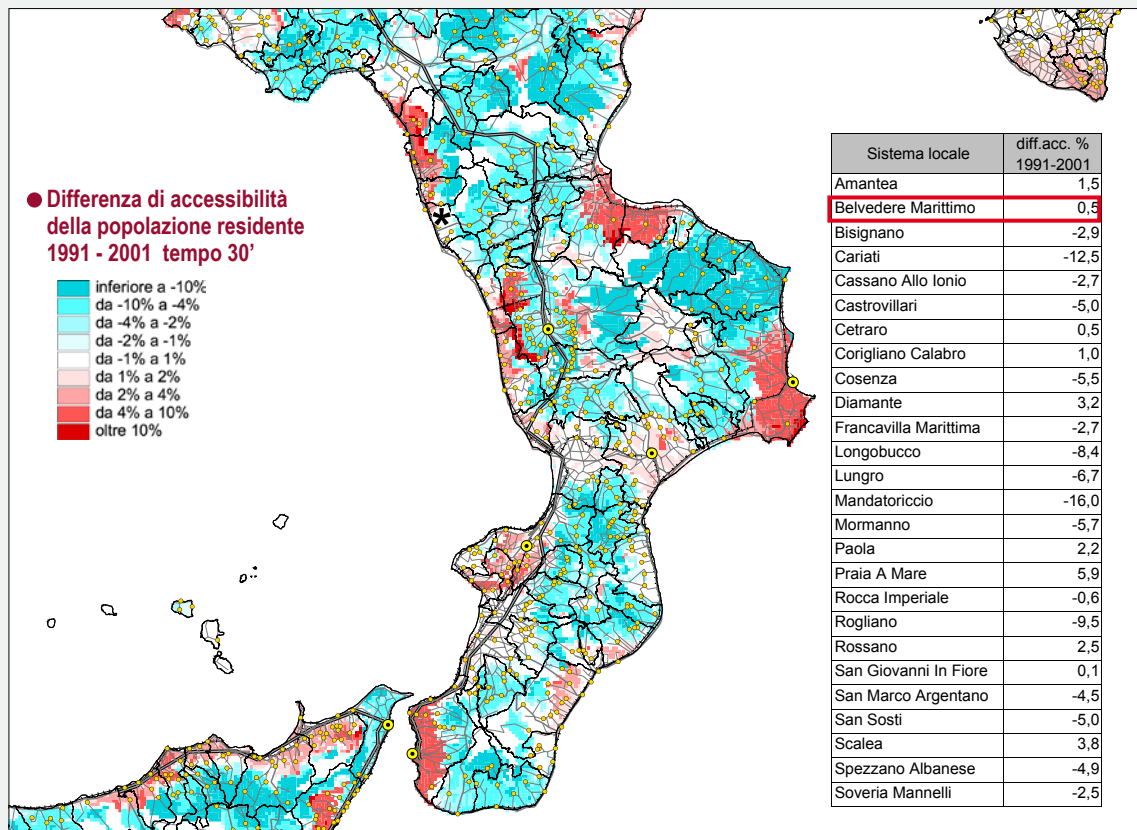 ● Differenza di accessibilità
della popolazione residente
1991 - 2001 tempo 30'
inferiore a -10%
da -10% a -4%
da -4% a -2%
da -2% a -1%
da -1% a 1%
da 1% a 2%
da 2% a 4%
da 4% a 10%
oltre 10%
*
Sistema locale diff.acc. % 1991-2001
Amantea 1,5
Belvedere Marittimo 0,5
Bisignano -2,9
Cariati -12,5
Cassano Allo Ionio -2,7
Castrovillari -5,0
Cetraro 0,5
Corigliano Calabro 1,0
Cosenza -5,5
Diamante 3,2
Francavilla Marittima -2,7
Longobucco -8,4
Lungro -6,7
Mandatoriccio -16,0
Mormanno -5,7
Paola 2,2
Praia A Mare 5,9
Rocca Imperiale -0,6
Rogliano -9,5
Rossano 2,5
San Giovanni In Fiore 0,1
San Marco Argentano -4,5
San Sosti -5,0
Scalea 3,8
Spezzano Albanese -4,9
Soveria Mannelli -2,5